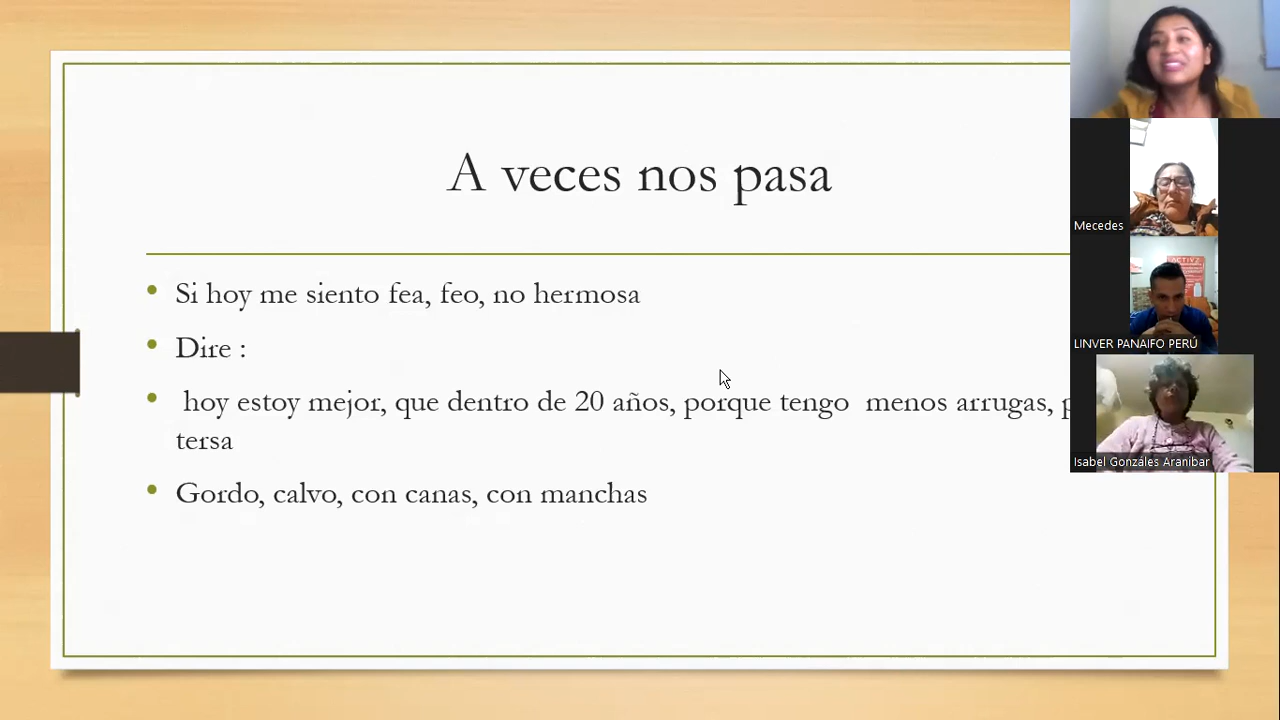 A veces nos pasa
Si hoy me siento fea, feo, no hermosa
Dire :
hoy estoy mejor, que dentro de 20 años, porque tengo menos arrugas,
tersa
Gordo, calvo, con canas, con manchas
Mecedes
ACTIV
LINVER PANAIFO PERÚ
Isabel Gonzáles Aranibar